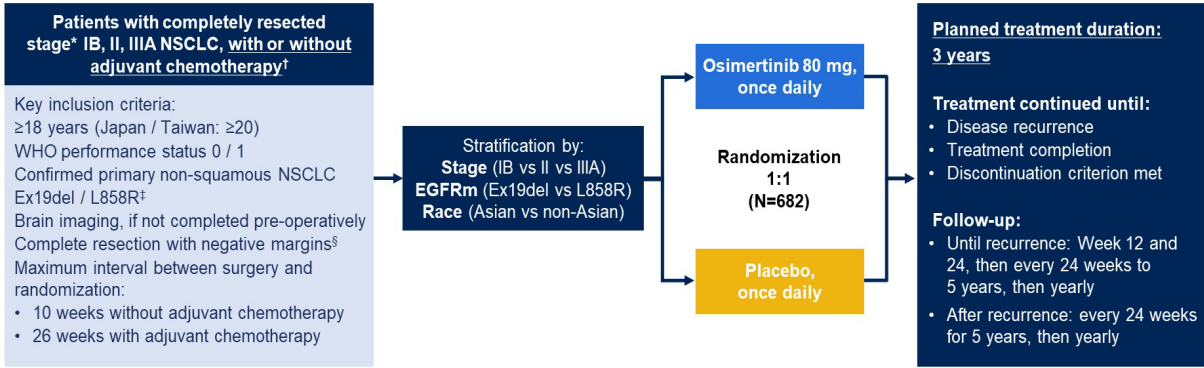 Patients with completely resected
stage* IB, II, IIIA NSCLC, with or without
adjuvant chemotherapy†
Key inclusion criteria:
≥18 years (Japan / Taiwan: ≥20)
WHO performance status 0 / 1
Confirmed primary non-squamous NSCLC
Ex19del / L858R‡
Brain imaging, if not completed pre-operatively
Complete resection with negative margins§
Maximum interval between surgery and
randomization:
• 10 weeks without adjuvant chemotherapy
• 26 weeks with adjuvant chemotherapy
Stratification by:
Stage (IB vs II vs IIIA)
EGFRm (Ex19del vs L858R)
Race (Asian vs non-Asian)
Osimertinib 80 mg,
once daily
Randomization
1:1
(N=682)
Placebo,
once daily
Planned treatment duration:
3 years
Treatment continued until:
• Disease recurrence
• Treatment completion
• Discontinuation criterion met
Follow-up:
• Until recurrence: Week 12 and
24, then every 24 weeks to
5 years, then yearly
• After recurrence: every 24 weeks
for 5 years, then yearly